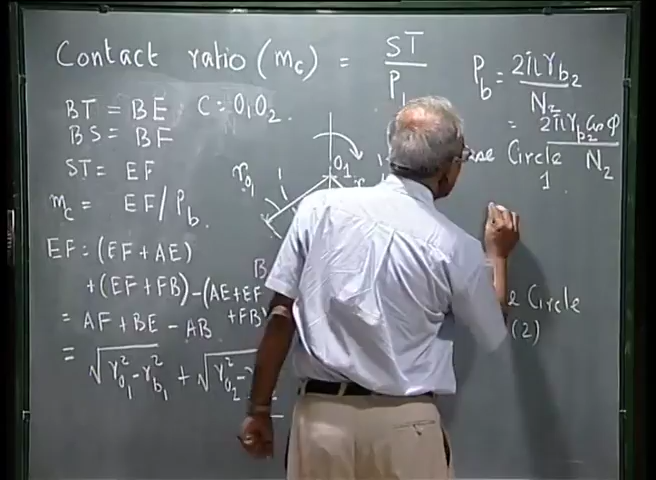 Contact ratio (m_c) = ST / P
P_b = 2πr_b2 / N_2
= 2πr_p2 Cos φ / N_2
BT = BE
C = O_1O_2
BS = BF
ST = EF
m_c = EF/P_b
r_o1
O_1
Circle
1
EF = (EF + AE)
+ (EF + FB) - (AE + EF
+ FB
= AF + BE - AB
= √r_o1² - r_b1² + √r_o2² -
Circle
(2)